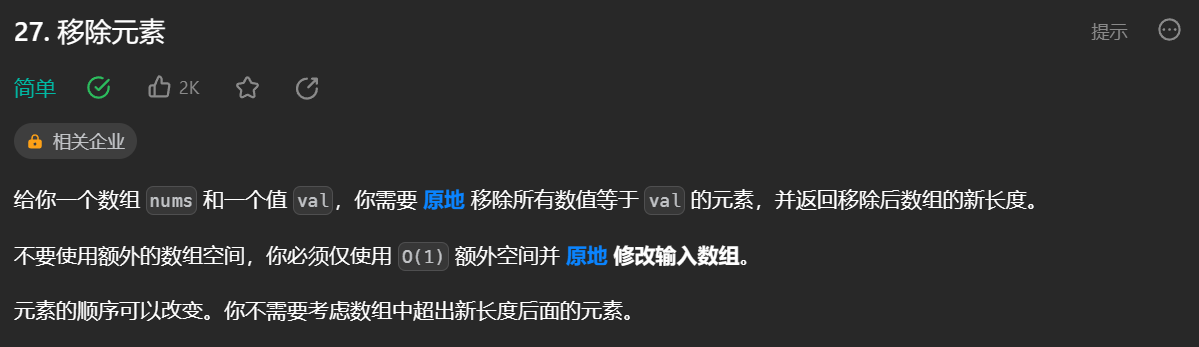 27. 移除元素
提示
简单
2K
相关企业
给你一个数组 nums 和一个值 val，你需要 原地 移除所有数值等于 val 的元素，并返回移除后数组的新长度。
不要使用额外的数组空间，你必须仅使用 O(1) 额外空间并 原地 修改输入数组。
元素的顺序可以改变。你不需要考虑数组中超出新长度后面的元素。